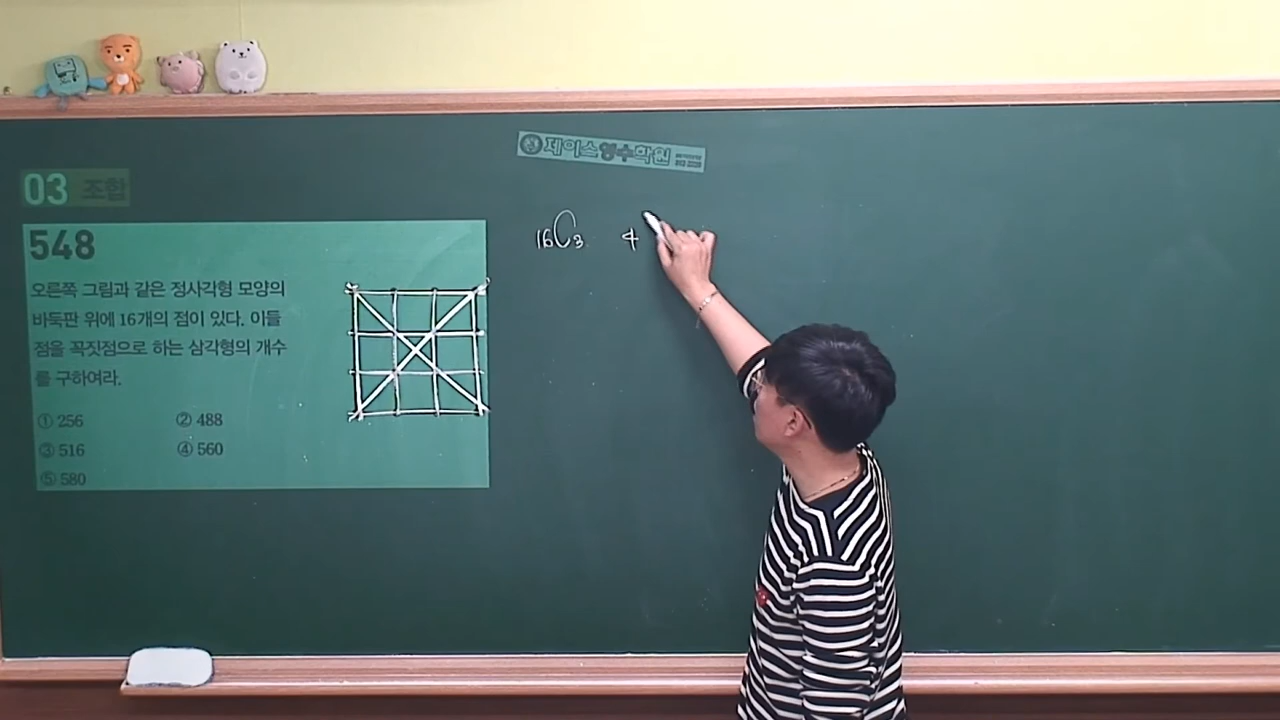 제이스영수학원
03 조합
548
오른쪽 그림과 같은 정사각형 모양의
바둑판 위에 16개의 점이 있다. 이들
점을 꼭짓점으로 하는 삼각형의 개수
를 구하여라.
① 256 ② 488
③ 516 ④ 560
⑤ 580
16C3 4